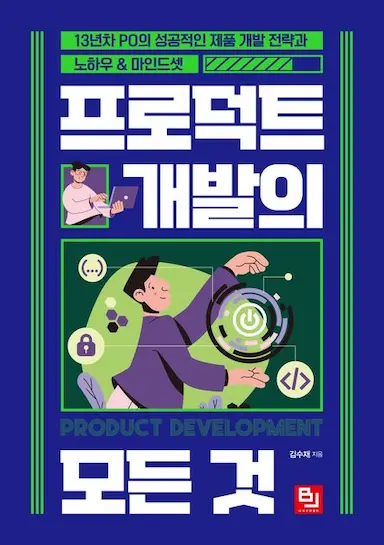 13년차 PO의 성공적인 제품 개발 전략과
노하우 & 마인드셋
프로덕트
개발의
{...}
</>
PRODUCT DEVELOPMENT
김수재 지음
모든 것
BJ